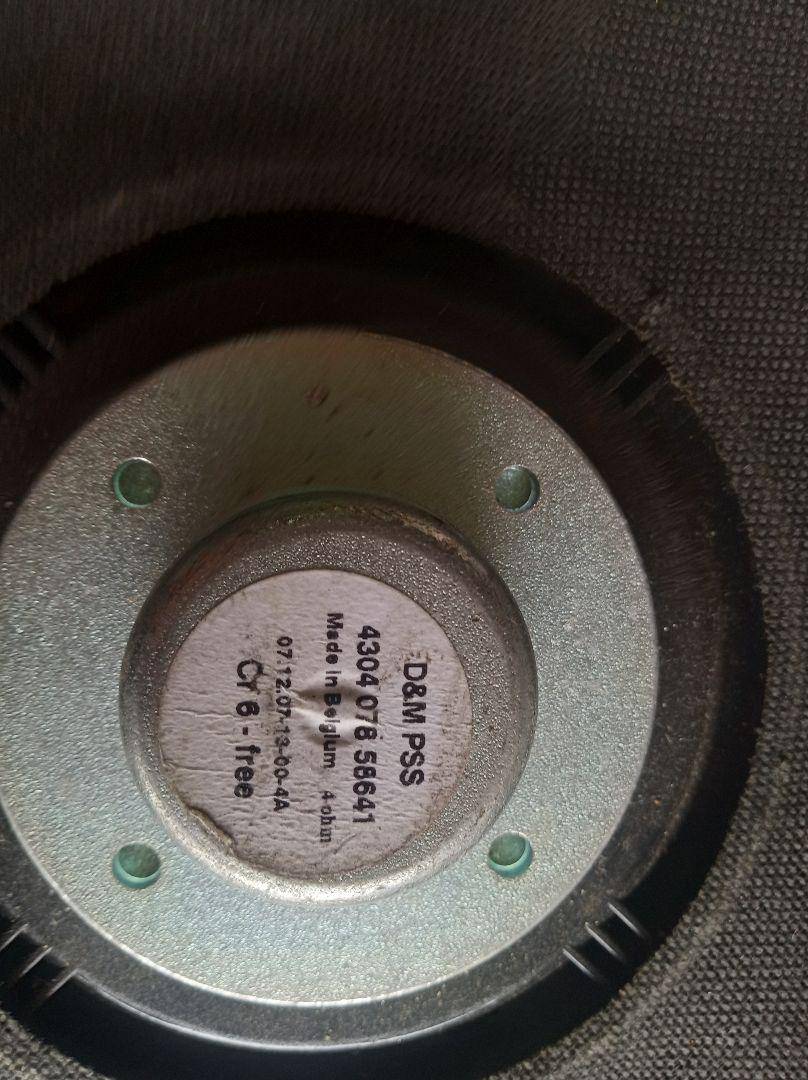 D&M PSS
4304 078 58641
Made in Belgium 4 ohm
07.12.07-13-00-4A
Cr 6 - free